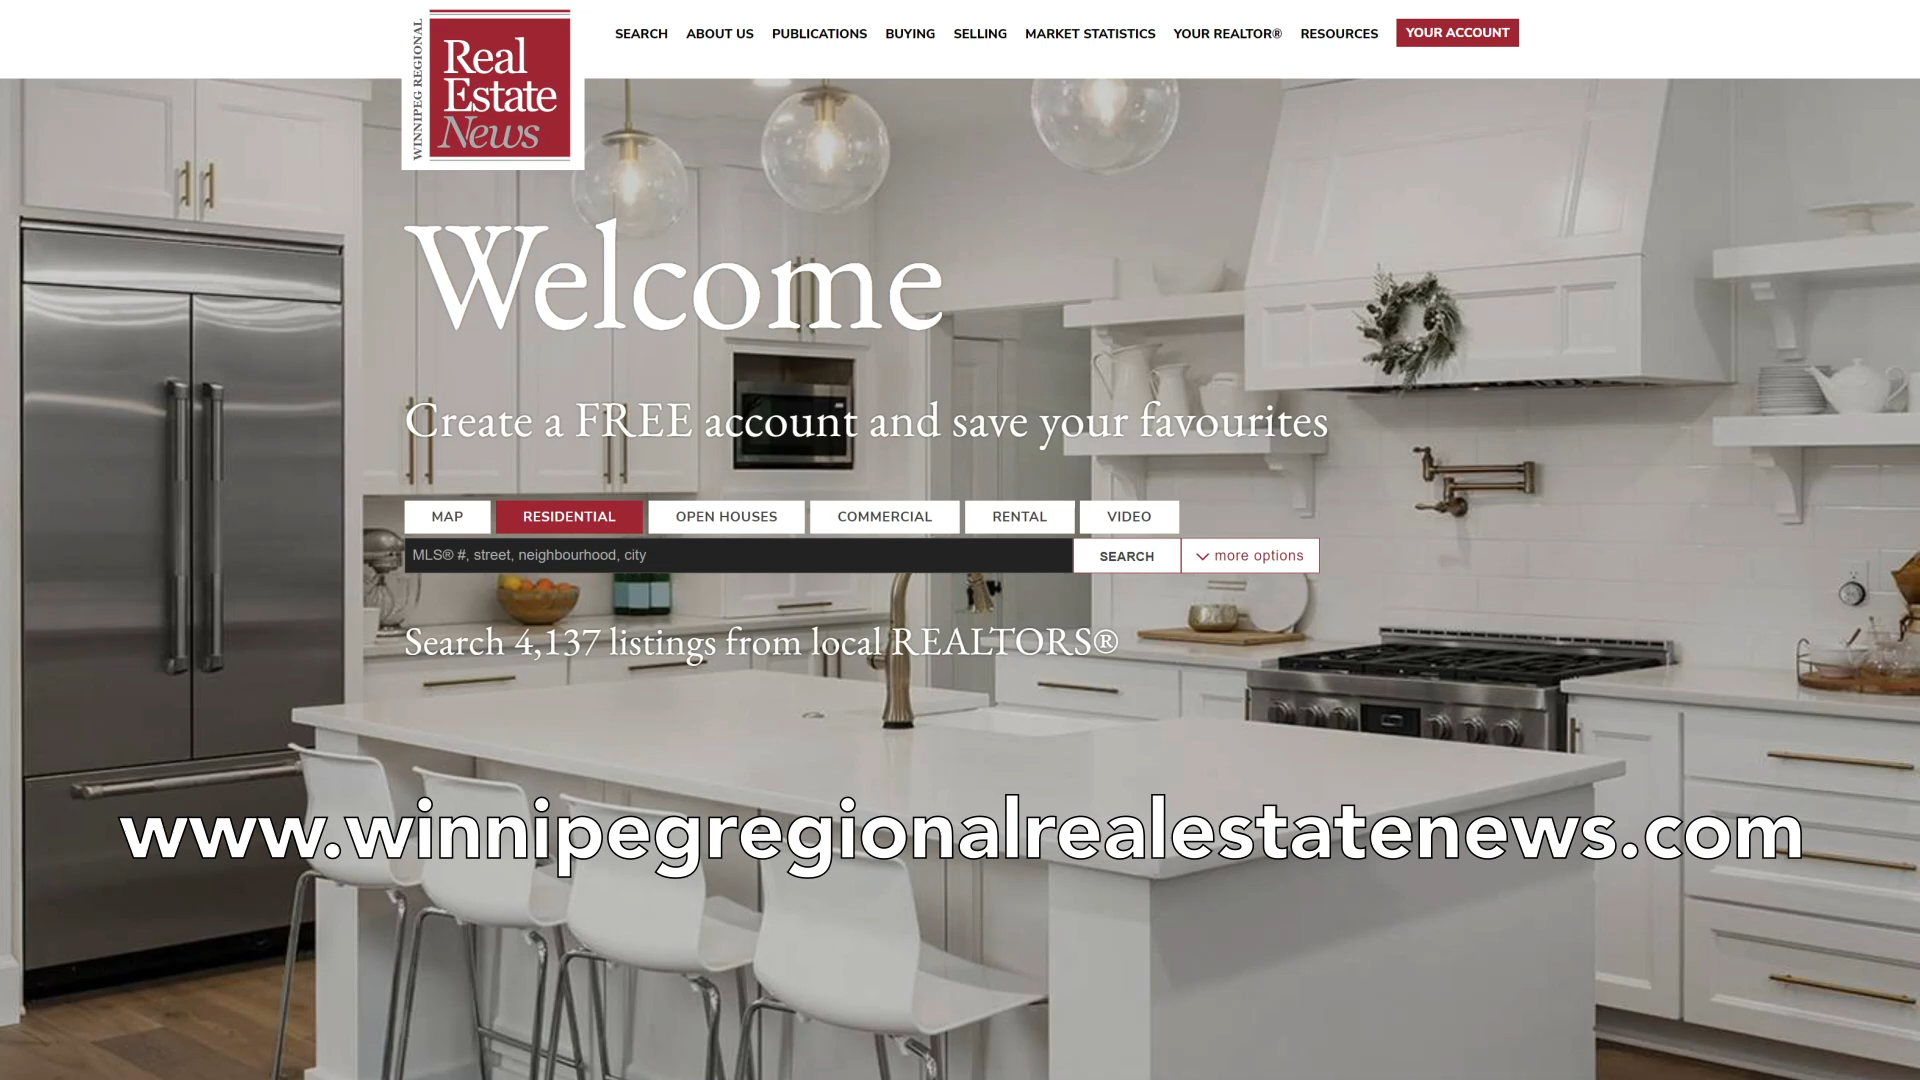 WINNIPEG REGIONAL
Real
Estate
News
SEARCH ABOUT US PUBLICATIONS BUYING SELLING MARKET STATISTICS YOUR REALTOR® RESOURCES YOUR ACCOUNT
Welcome
Create a FREE account and save your favourites
MAP RESIDENTIAL OPEN HOUSES COMMERCIAL RENTAL VIDEO
MLS® #, street, neighbourhood, city SEARCH more options
Search 4,137 listings from local REALTORS®
www.winnipegregionalrealestatenews.com